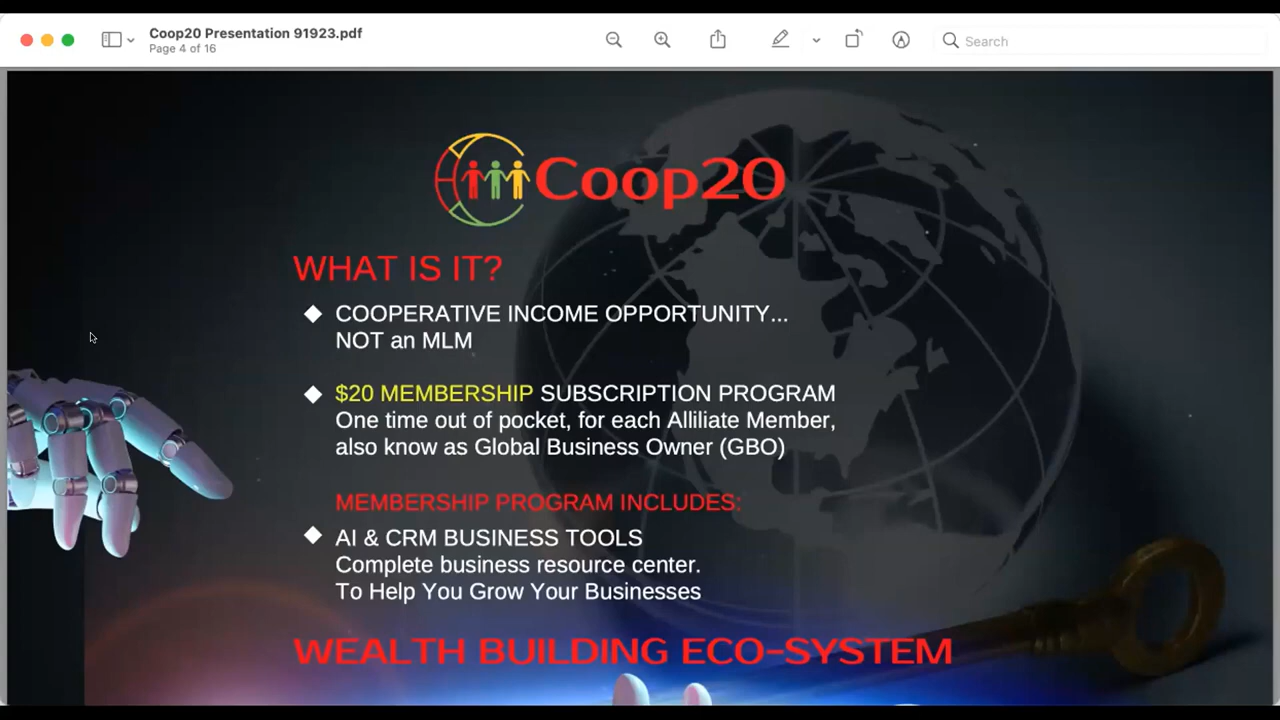 Coop20 Presentation 91923.pdf
Page 4 of 16
Search
Coop20
WHAT IS IT?
COOPERATIVE INCOME OPPORTUNITY...
NOT an MLM
$20 MEMBERSHIP SUBSCRIPTION PROGRAM
One time out of pocket, for each Alliliate Member,
also know as Global Business Owner (GBO)
MEMBERSHIP PROGRAM INCLUDES:
AI & CRM BUSINESS TOOLS
Complete business resource center.
To Help You Grow Your Businesses
WEALTH BUILDING ECO-SYSTEM